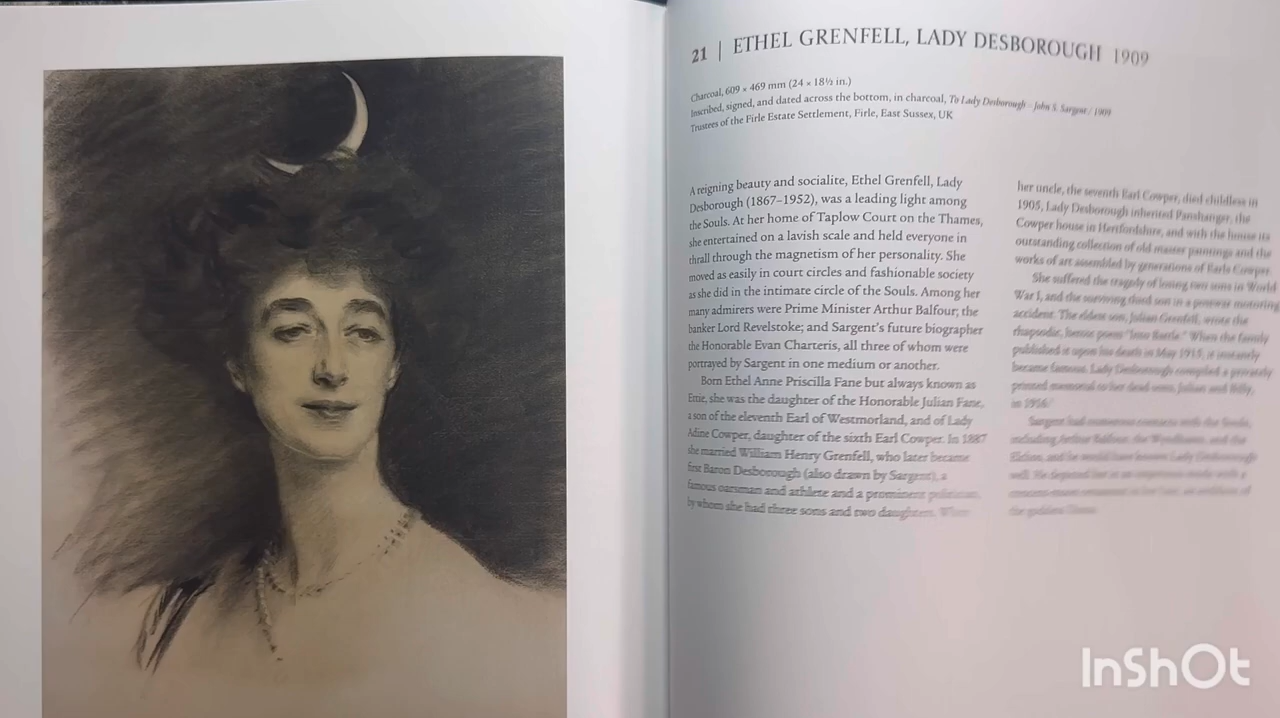 21 | ETHEL GRENFELL, LADY DESBOROUGH 1909
Charcoal, 609 × 469 mm (24 × 18½ in.)
Inscribed, signed, and dated across the bottom, in charcoal, To Lady Desborough – John S. Sargent / 1909
Trustees of the Firle Estate Settlement, Firle, East Sussex, UK
A reigning beauty and socialite, Ethel Grenfell, Lady
Desborough (1867–1952), was a leading light among
the Souls. At her home of Taplow Court on the Thames,
she entertained on a lavish scale and held everyone in
thrall through the magnetism of her personality. She
moved as easily in court circles and fashionable society
as she did in the intimate circle of the Souls. Among her
many admirers were Prime Minister Arthur Balfour; the
banker Lord Revelstoke; and Sargent's future biographer
the Honorable Evan Charteris, all three of whom were
portrayed by Sargent in one medium or another.
Born Ethel Anne Priscilla Fane but always known as
Ettie, she was the daughter of the Honorable Julian Fane,
a son of the eleventh Earl of Westmorland, and of Lady
Adine Cowper, daughter of the sixth Earl Cowper. In 1887
she married William Henry Grenfell, who later became
first Baron Desborough (also drawn by Sargent), a
famous oarsman and athlete and a prominent politician,
by whom she had three sons and two daughters. When
her uncle, the seventh Earl Cowper, died childless in
1905, Lady Desborough inherited Panshanger, the
Cowper house in Hertfordshire, and with the house its
outstanding collection of old master paintings and the
works of art assembled by generations of Earls Cowper.
She suffered the tragedy of losing two sons in World
War I, and the surviving third son in a postwar motoring
accident. The eldest son, Julian Grenfell, wrote the
rhapsodic, heroic poem "Into Battle." When the family
published it upon his death in May 1915, it instantly
became famous. Lady Desborough compiled a privately
printed memorial to her dead sons, Julian and Billy,
in 1916.
Sargent had numerous contacts with the Souls,
including Arthur Balfour, the Wyndhams, and the
Elchos, and he would have known Lady Desborough
well. He depicted her in
the goddess Diana.
InShOt